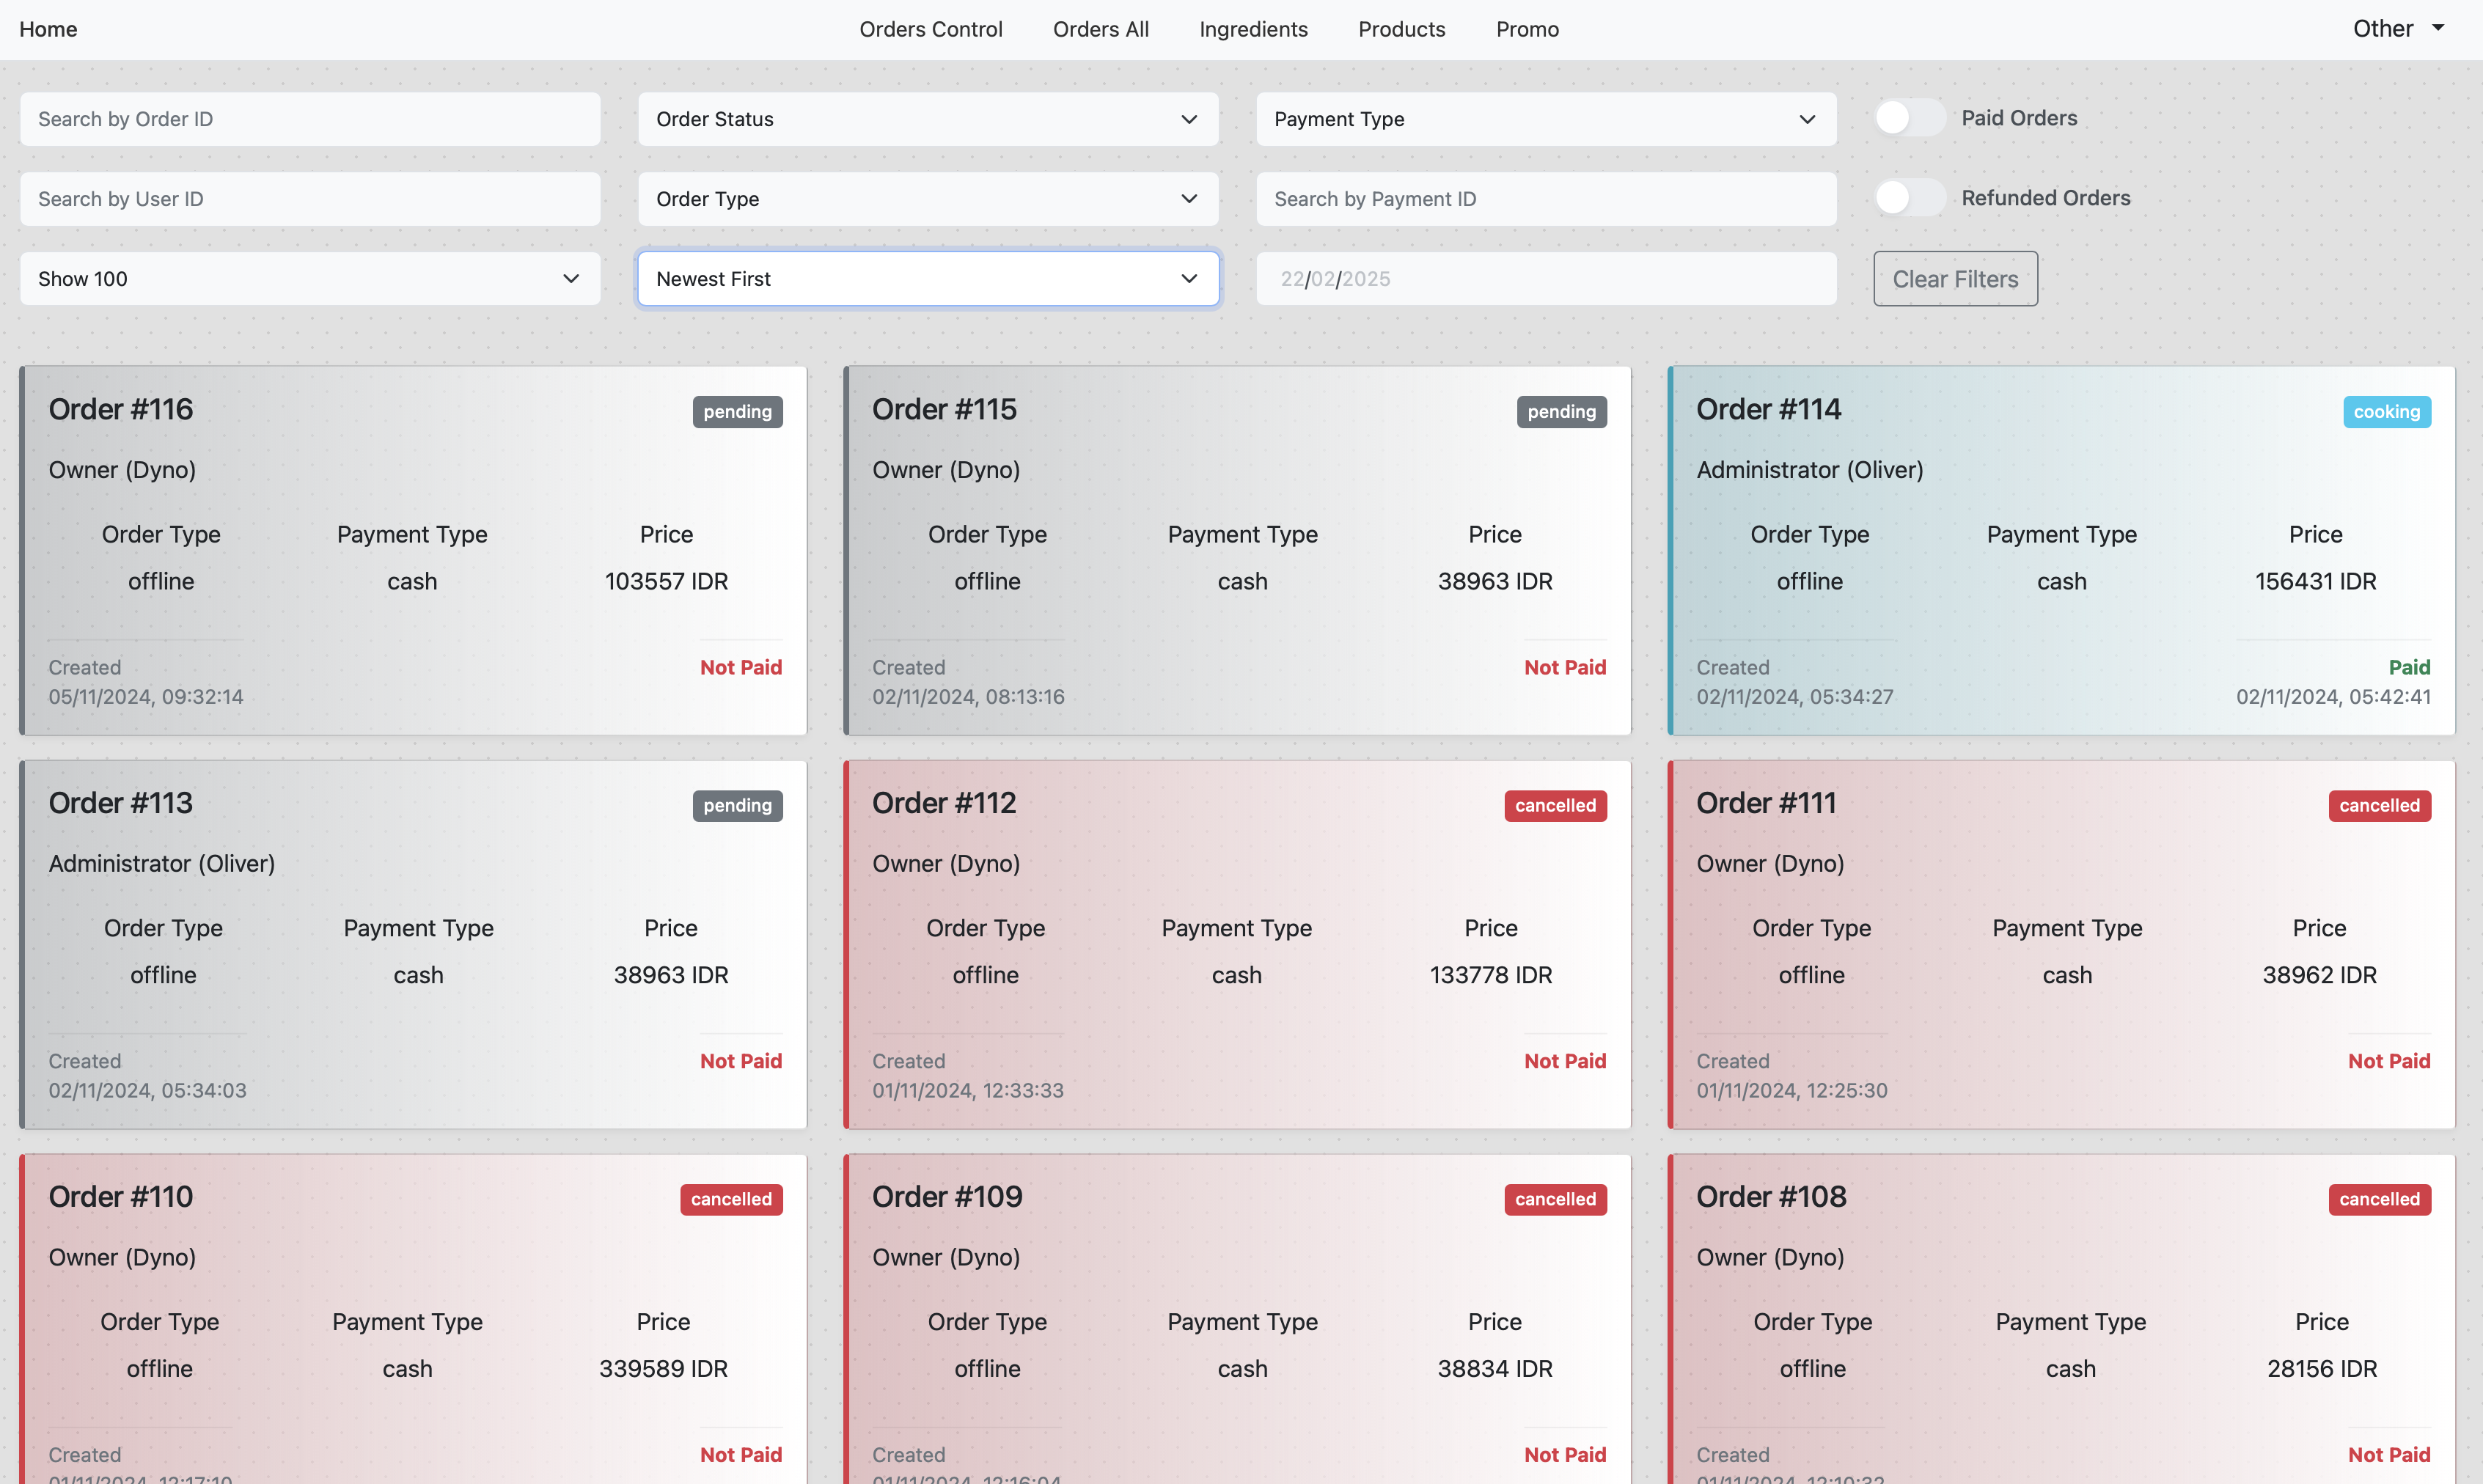 Home Orders Control Orders All Ingredients Products Promo Other
Search by Order ID Order Status Payment Type Paid Orders
Search by User ID Order Type Search by Payment ID Refunded Orders
Show 100 Newest First 22/02/2025 Clear Filters
Order #116 pending
Owner (Dyno)
Order Type Payment Type Price
offline cash 103557 IDR
Created Not Paid
05/11/2024, 09:32:14
Order #115 pending
Owner (Dyno)
Order Type Payment Type Price
offline cash 38963 IDR
Created Not Paid
02/11/2024, 08:13:16
Order #114 cooking
Administrator (Oliver)
Order Type Payment Type Price
offline cash 156431 IDR
Created Paid
02/11/2024, 05:34:27 02/11/2024, 05:42:41
Order #113 pending
Administrator (Oliver)
Order Type Payment Type Price
offline cash 38963 IDR
Created Not Paid
02/11/2024, 05:34:03
Order #112 cancelled
Owner (Dyno)
Order Type Payment Type Price
offline cash 133778 IDR
Created Not Paid
01/11/2024, 12:33:33
Order #111 cancelled
Owner (Dyno)
Order Type Payment Type Price
offline cash 38962 IDR
Created Not Paid
01/11/2024, 12:25:30
Order #110 cancelled
Owner (Dyno)
Order Type Payment Type Price
offline cash 339589 IDR
Created Not Paid
Order #109 cancelled
Owner (Dyno)
Order Type Payment Type Price
offline cash 38834 IDR
Created Not Paid
Order #108 cancelled
Owner (Dyno)
Order Type Payment Type Price
offline cash 28156 IDR
Created Not Paid